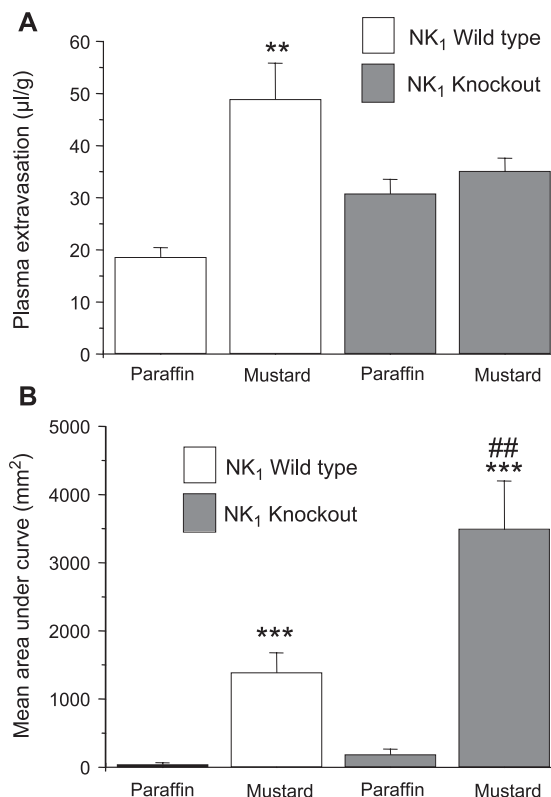 A
Plasma extravasation (µl/g)
60
50
40
30
20
10
0
**
NK1 Wild type
NK1 Knockout
Paraffin
Mustard
Paraffin
Mustard
B
Mean area under curve (mm²)
5000
4000
3000
2000
1000
0
NK1 Wild type
NK1 Knockout
***
##
***
Paraffin
Mustard
Paraffin
Mustard